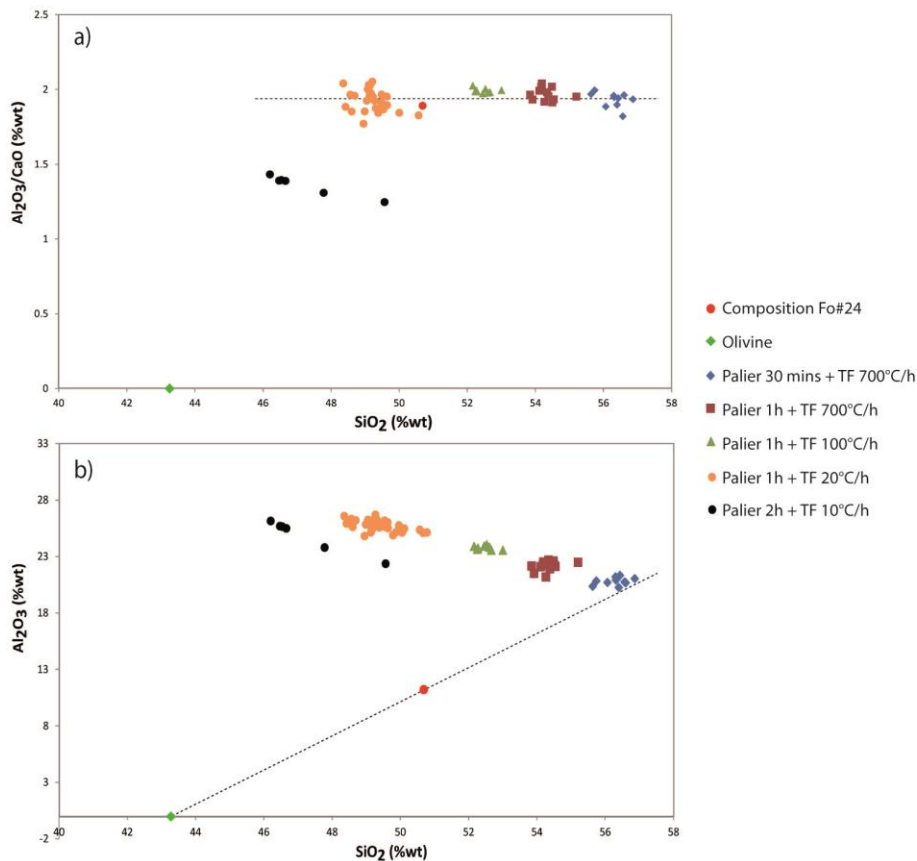 a)
2.5
2
1.5
1
0.5
0
Al₂O₃/CaO (%wt)
40 42 44 46 48 50 52 54 56 58
SiO₂ (%wt)
b)
33
28
23
18
13
8
3
-2
Al₂O₃ (%wt)
40 42 44 46 48 50 52 54 56 58
SiO₂ (%wt)
Composition Fo#24
Olivine
Palier 30 mins + TF 700°C/h
Palier 1h + TF 700°C/h
Palier 1h + TF 100°C/h
Palier 1h + TF 20°C/h
Palier 2h + TF 10°C/h